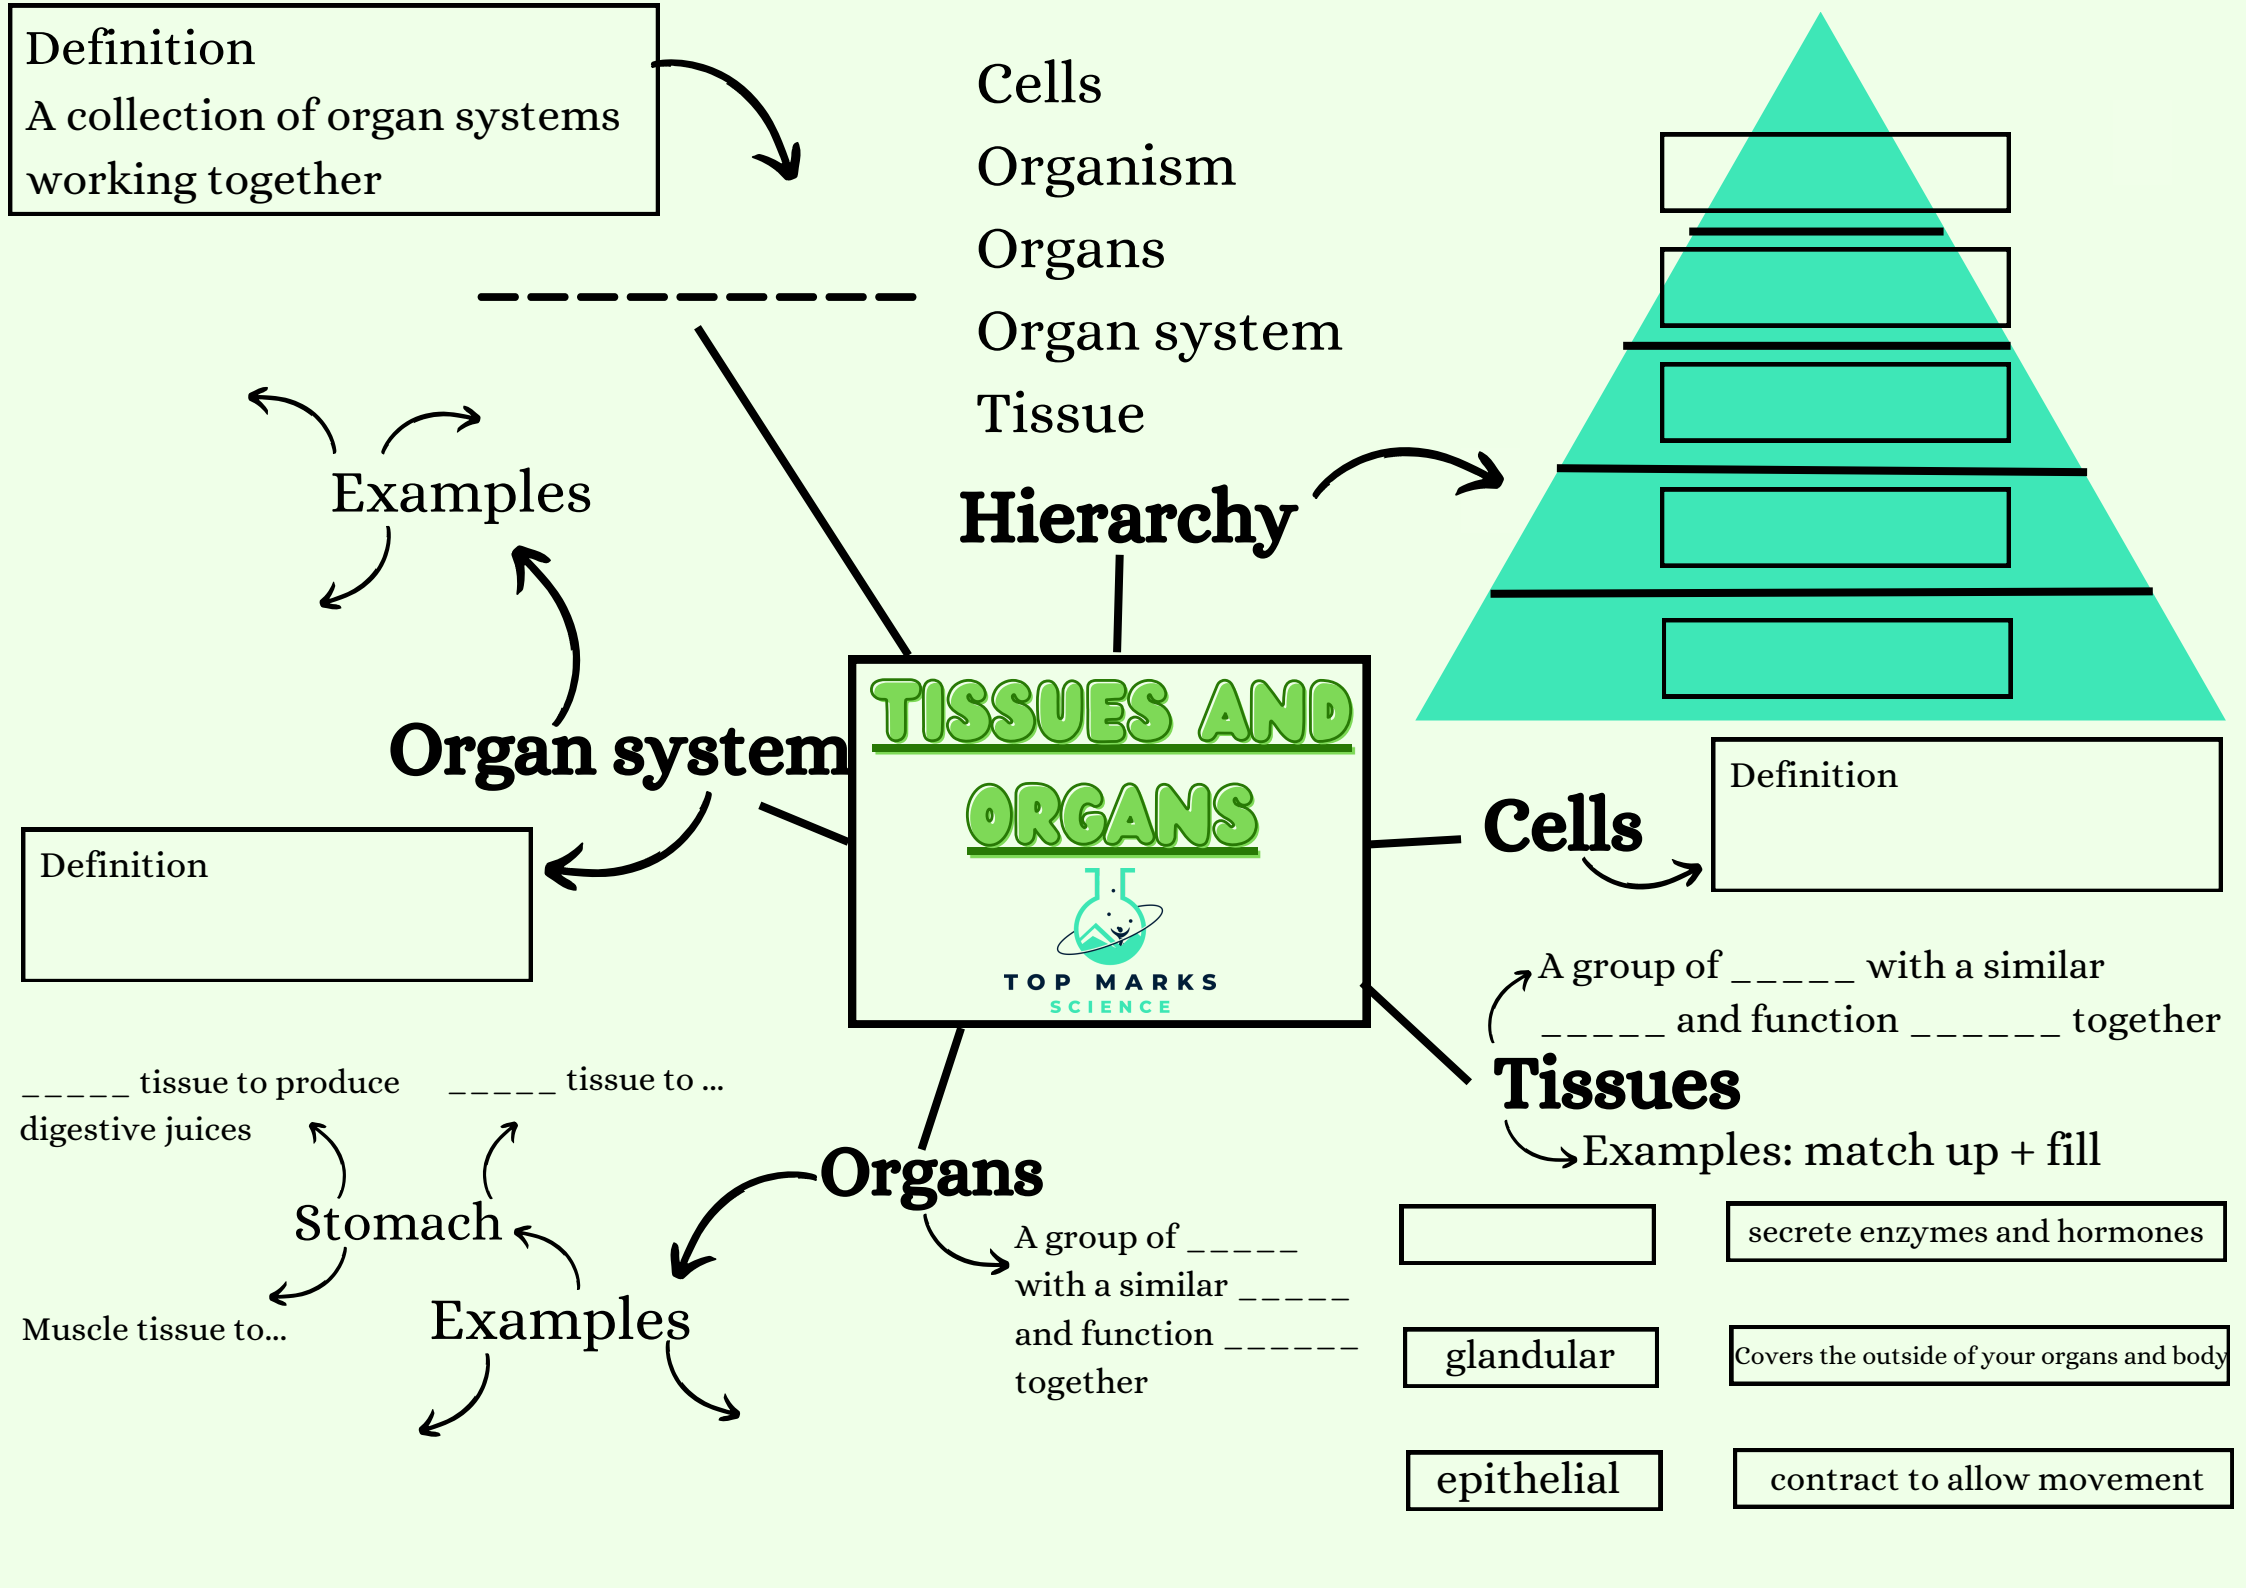 Definition
A collection of organ systems
working together
Cells
Organism
Organs
Organ system
Tissue
Hierarchy
Examples
Organ system
Definition
TISSUES AND
ORGANS
TOP MARKS
SCIENCE
Cells
Definition
A group of _____ with a similar
_____ and function ______ together
Tissues
Examples: match up + fill
secrete enzymes and hormones
glandular
Covers the outside of your organs and body
epithelial
contract to allow movement
Organs
A group of _____
with a similar _____
and function ______
together
_____ tissue to produce
digestive juices
_____ tissue to ...
Stomach
Muscle tissue to...
Examples